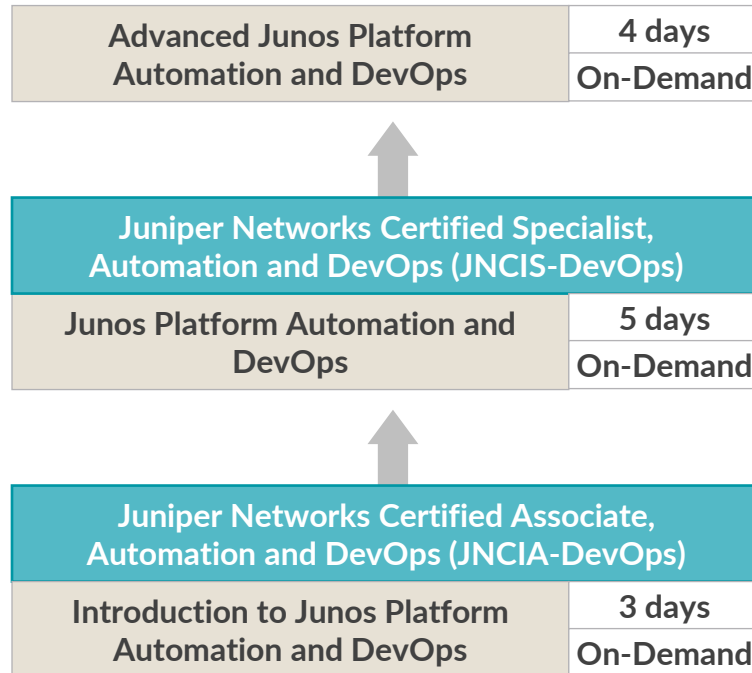 Advanced Junos Platform
Automation and DevOps
4 days
On-Demand
Juniper Networks Certified Specialist,
Automation and DevOps (JNCIS-DevOps)
Junos Platform Automation and
DevOps
5 days
On-Demand
Juniper Networks Certified Associate,
Automation and DevOps (JNCIA-DevOps)
Introduction to Junos Platform
Automation and DevOps
3 days
On-Demand